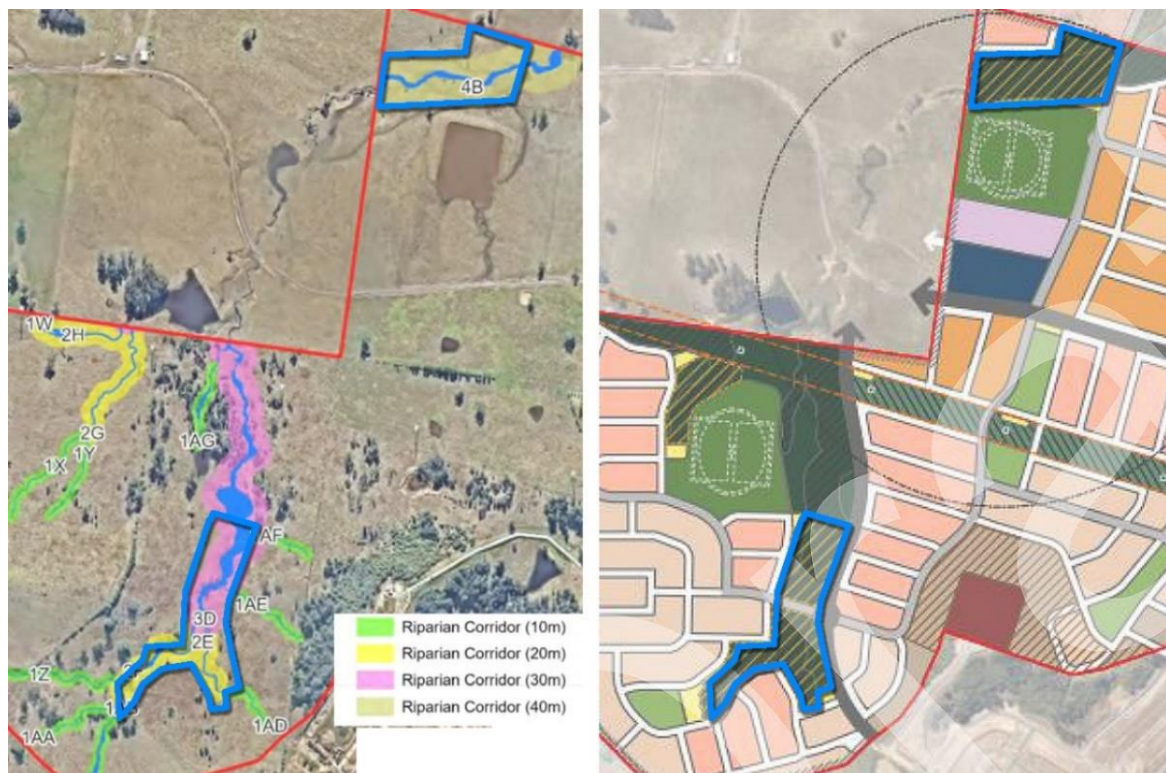 4B
1W
2H
2G
1Y
1X
1AG
AF
1AE
3D
2E
1Z
1AA
1AD
Riparian Corridor (10m)
Riparian Corridor (20m)
Riparian Corridor (30m)
Riparian Corridor (40m)